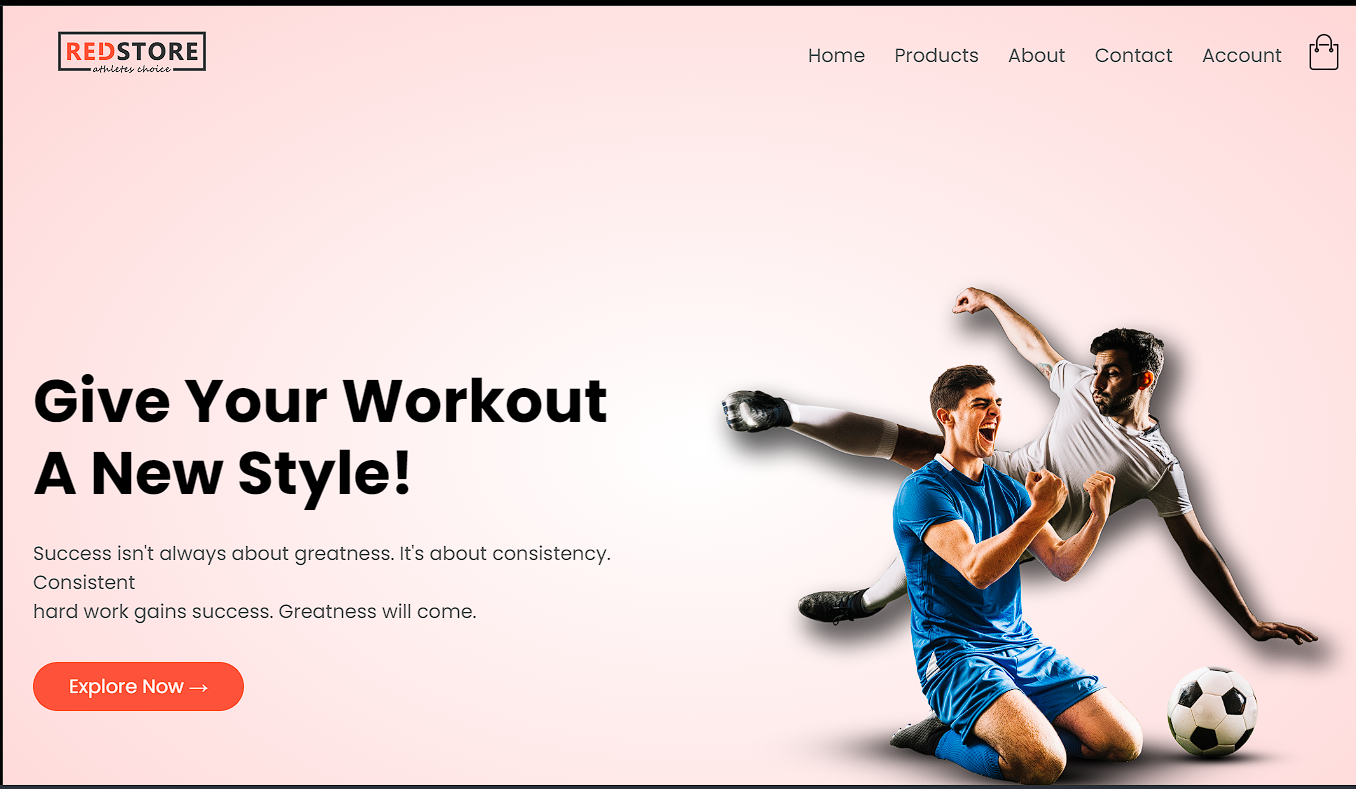 REDSTORE
athletes choice
Home Products About Contact Account
Give Your Workout
A New Style!
Success isn't always about greatness. It's about consistency.
Consistent
hard work gains success. Greatness will come.
Explore Now →